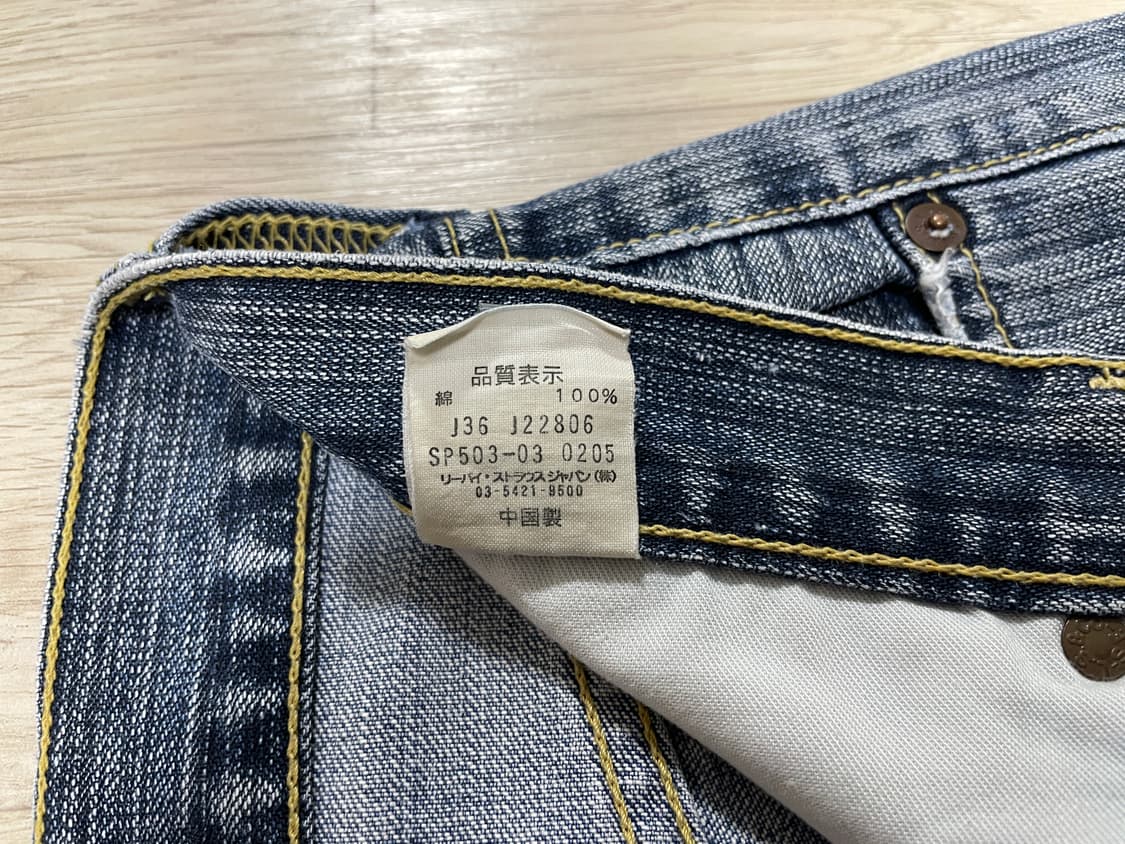 品質表示
綿 100%
J36 J22806
SP503-03 0205
リーバイ・ストラウスジャパン(株)
03-5421-9500
中国製